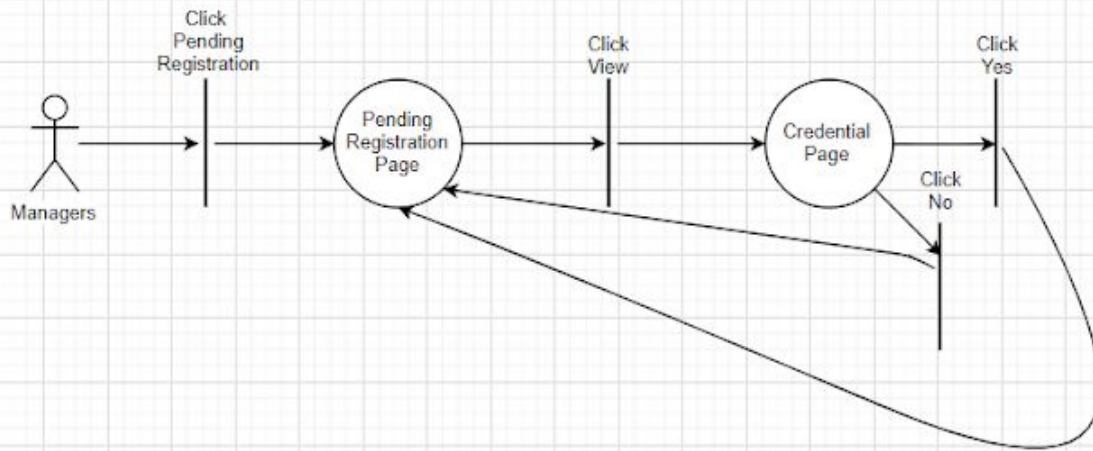 Click
Pending
Registration
Click
View
Click
Yes
Pending
Registration
Page
Credential
Page
Click
No
Managers